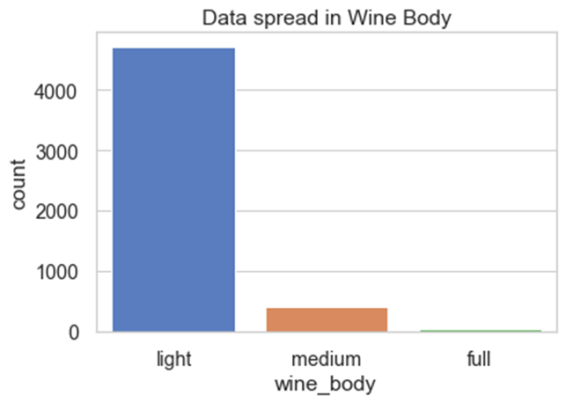 Data spread in Wine Body
4000
3000
2000
1000
0
count
light medium full
wine_body